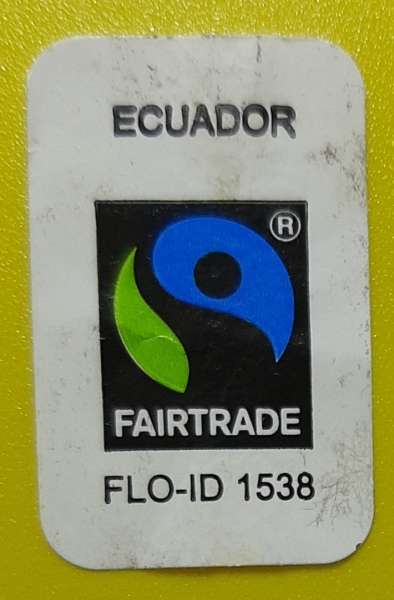 ECUADOR
®
FAIRTRADE
FLO-ID 1538